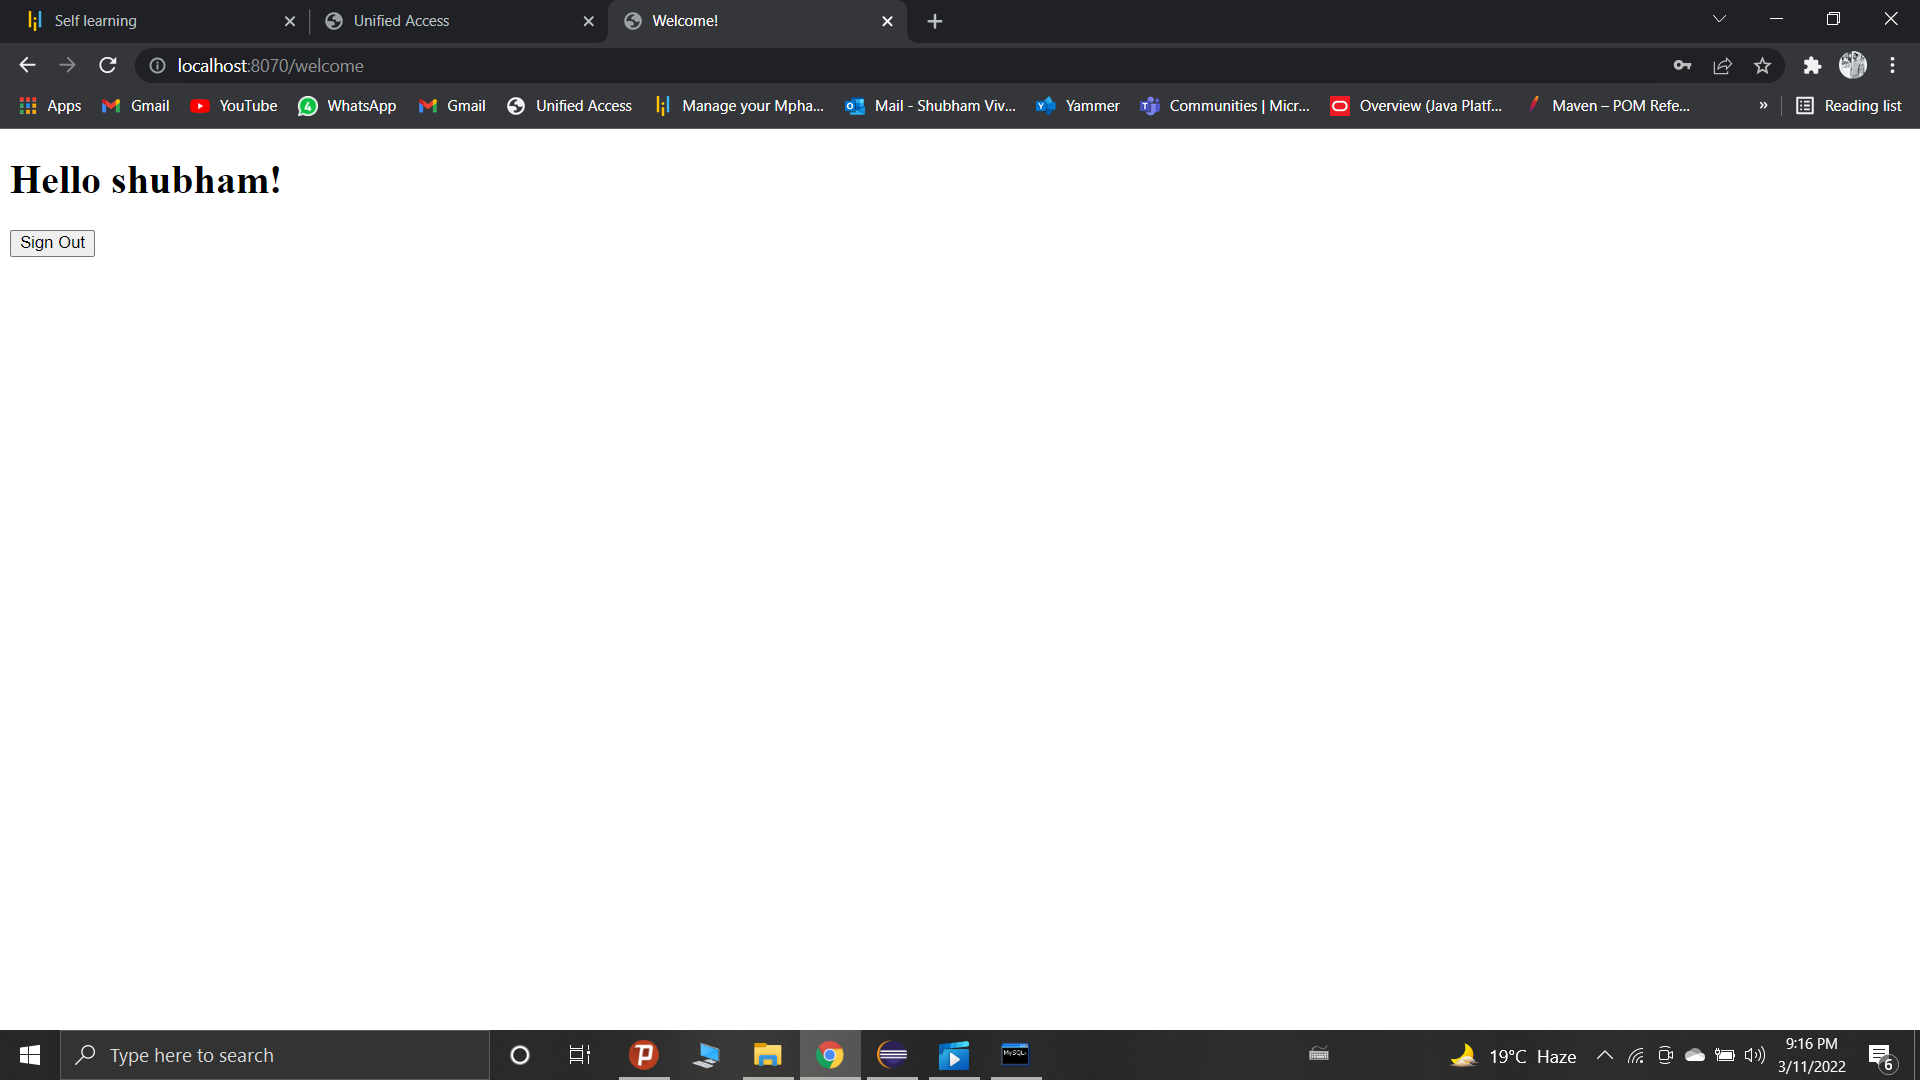 Self learning
Unified Access
Welcome!
localhost:8070/welcome
Apps
Gmail
YouTube
4
WhatsApp
Gmail
Unified Access
Manage your Mpha...
Mail - Shubham Viv...
Yammer
Communities | Micr...
Overview (Java Platf...
Maven – POM Refe...
»
Reading list
Hello shubham!
Sign Out
Type here to search
MySQL
19°C Haze
9:16 PM
3/11/2022
6